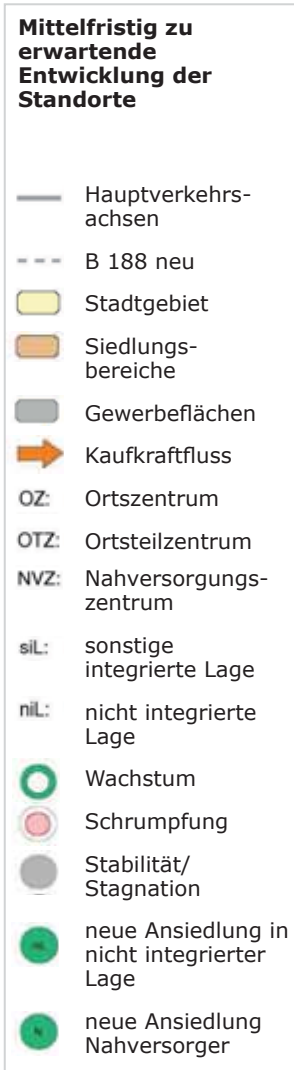 Mittelfristig zu
erwartende
Entwicklung der
Standorte
Hauptverkehrs-
achsen
B 188 neu
Stadtgebiet
Siedlungs-
bereiche
Gewerbeflächen
Kaufkraftfluss
OZ: Ortszentrum
OTZ: Ortsteilzentrum
NVZ: Nahversorgungs-
zentrum
siL: sonstige
integrierte Lage
niL: nicht integrierte
Lage
Wachstum
Schrumpfung
Stabilität/
Stagnation
neue Ansiedlung in
nicht integrierter
Lage
N neue Ansiedlung
Nahversorger